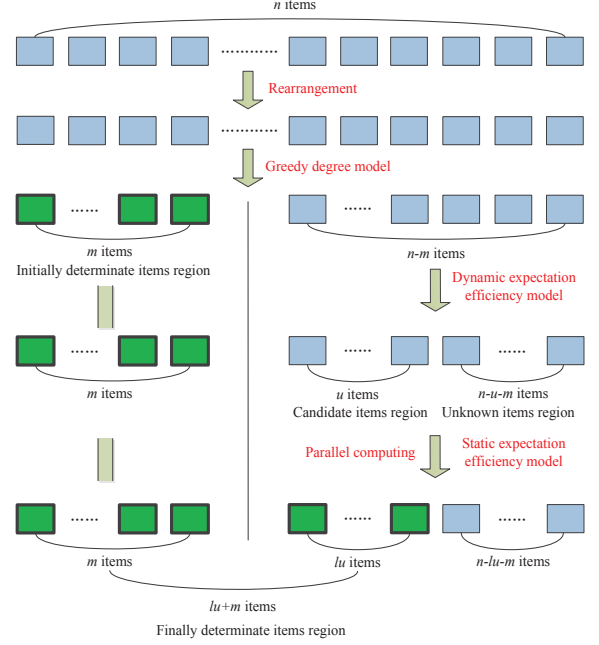 n items
Rearrangement
Greedy degree model
m items
n-m items
Initially determinate items region
Dynamic expectation
efficiency model
m items
u items
n-u-m items
Candidate items region
Unknown items region
Parallel computing
Static expectation
efficiency model
m items
lu items
n-lu-m items
lu+m items
Finally determinate items region